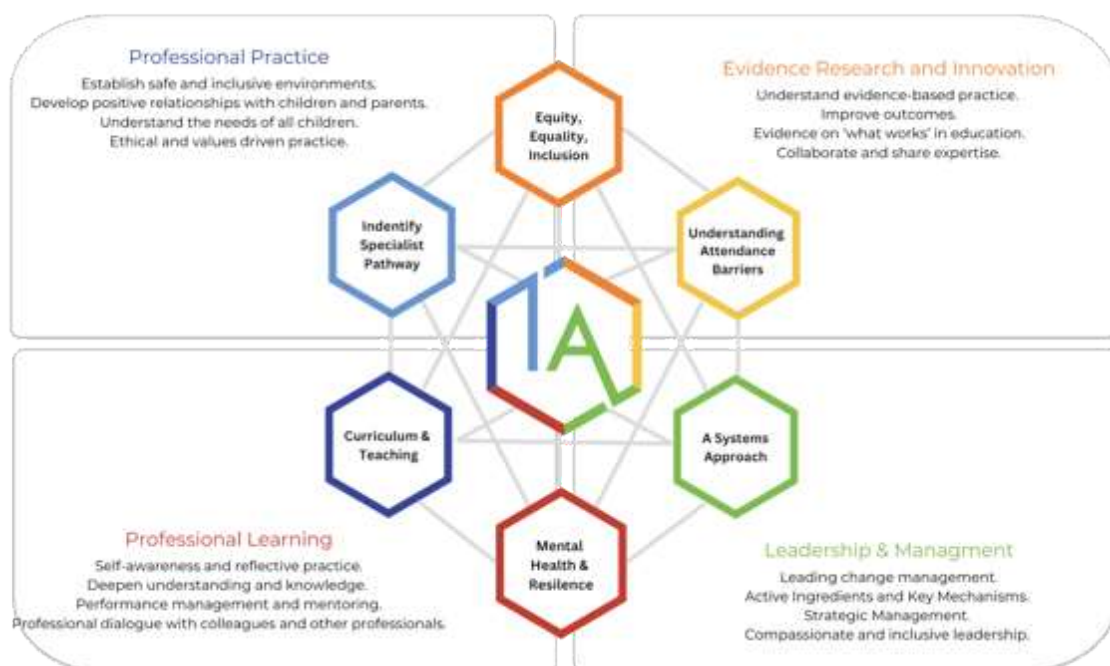 Professional Practice
Establish safe and inclusive environments.
Develop positive relationships with children and parents.
Understand the needs of all children.
Ethical and values driven practice.
Evidence Research and Innovation
Understand evidence-based practice.
Improve outcomes.
Evidence on 'what works' in education.
Collaborate and share expertise.
Equity,
Equality,
Inclusion
Indentify
Specialist
Pathway
Understanding
Attendance
Barriers
1A
Curriculum &
Teaching
A Systems
Approach
Mental
Health &
Resilence
Professional Learning
Self-awareness and reflective practice.
Deepen understanding and knowledge.
Performance management and mentoring.
Professional dialogue with colleagues and other professionals.
Leadership & Managment
Leading change management.
Active Ingredients and Key Mechanisms.
Strategic Management.
Compassionate and inclusive leadership.